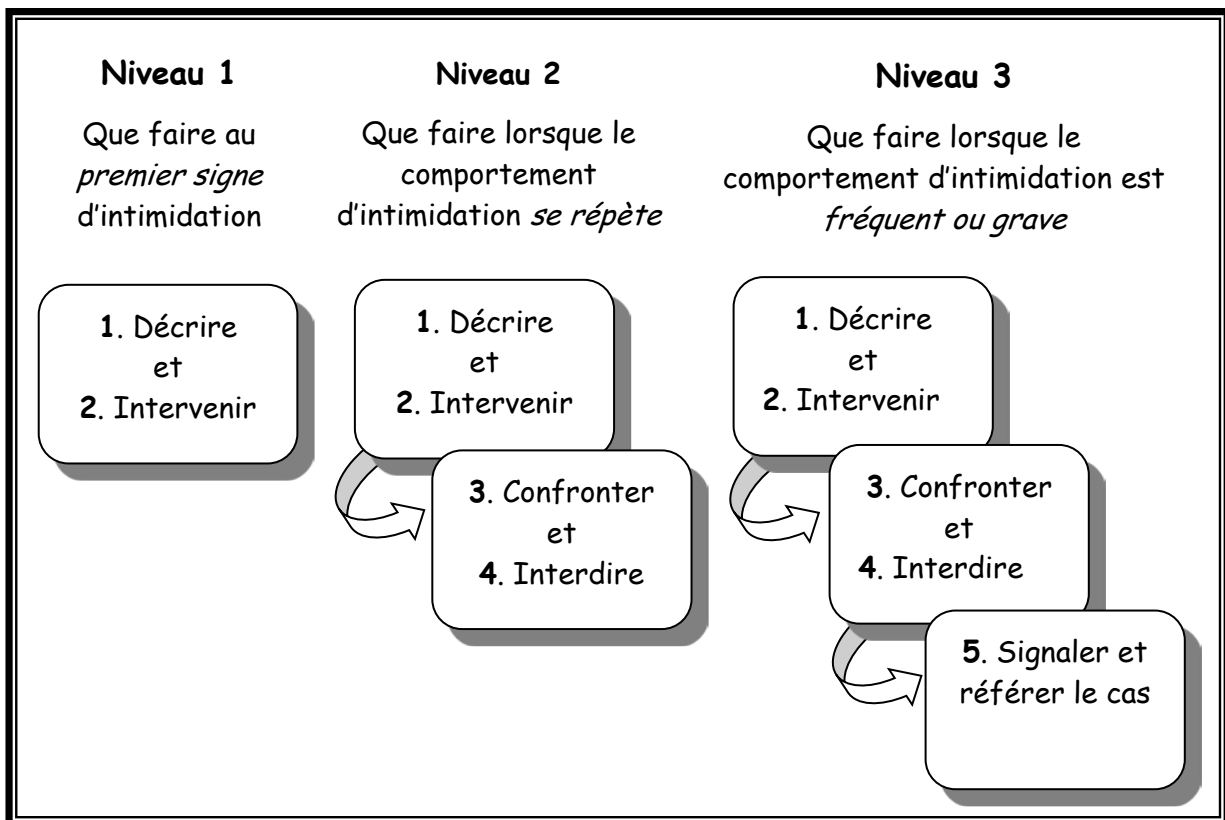 Niveau 1
Que faire au
premier signe
d'intimidation
1. Décrire
et
2. Intervenir
Niveau 2
Que faire lorsque le
comportement
d'intimidation se répète
1. Décrire
et
2. Intervenir
3. Confronter
et
4. Interdire
Niveau 3
Que faire lorsque le
comportement d'intimidation est
fréquent ou grave
1. Décrire
et
2. Intervenir
3. Confronter
et
4. Interdire
5. Signaler et
référer le cas